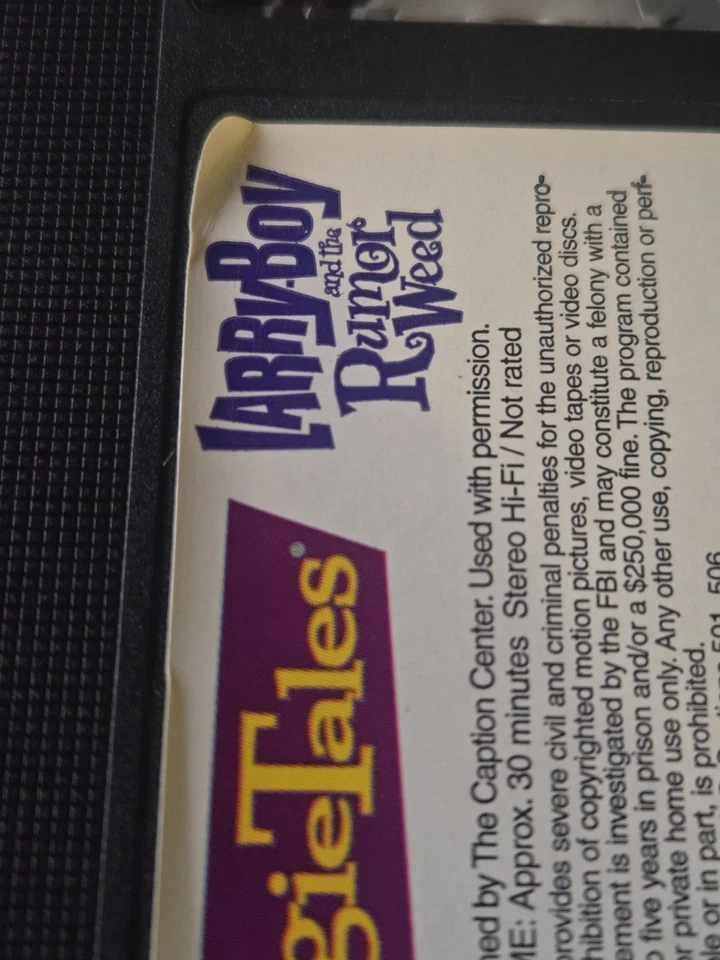 gieTales®
LARRY-BOY
and the
Rumor
Weed
ned by The Caption Center. Used with permission.
ME: Approx. 30 minutes Stereo Hi-Fi / Not rated
provides severe civil and criminal penalties for the unauthorized repro-
hibition of copyrighted motion pictures, video tapes or video discs.
ement is investigated by the FBI and may constitute a felony with a
o five years in prison and/or a $250,000 fine. The program contained
or private home use only. Any other use, copying, reproduction or perf-
le or in part, is prohibited.
501, 506